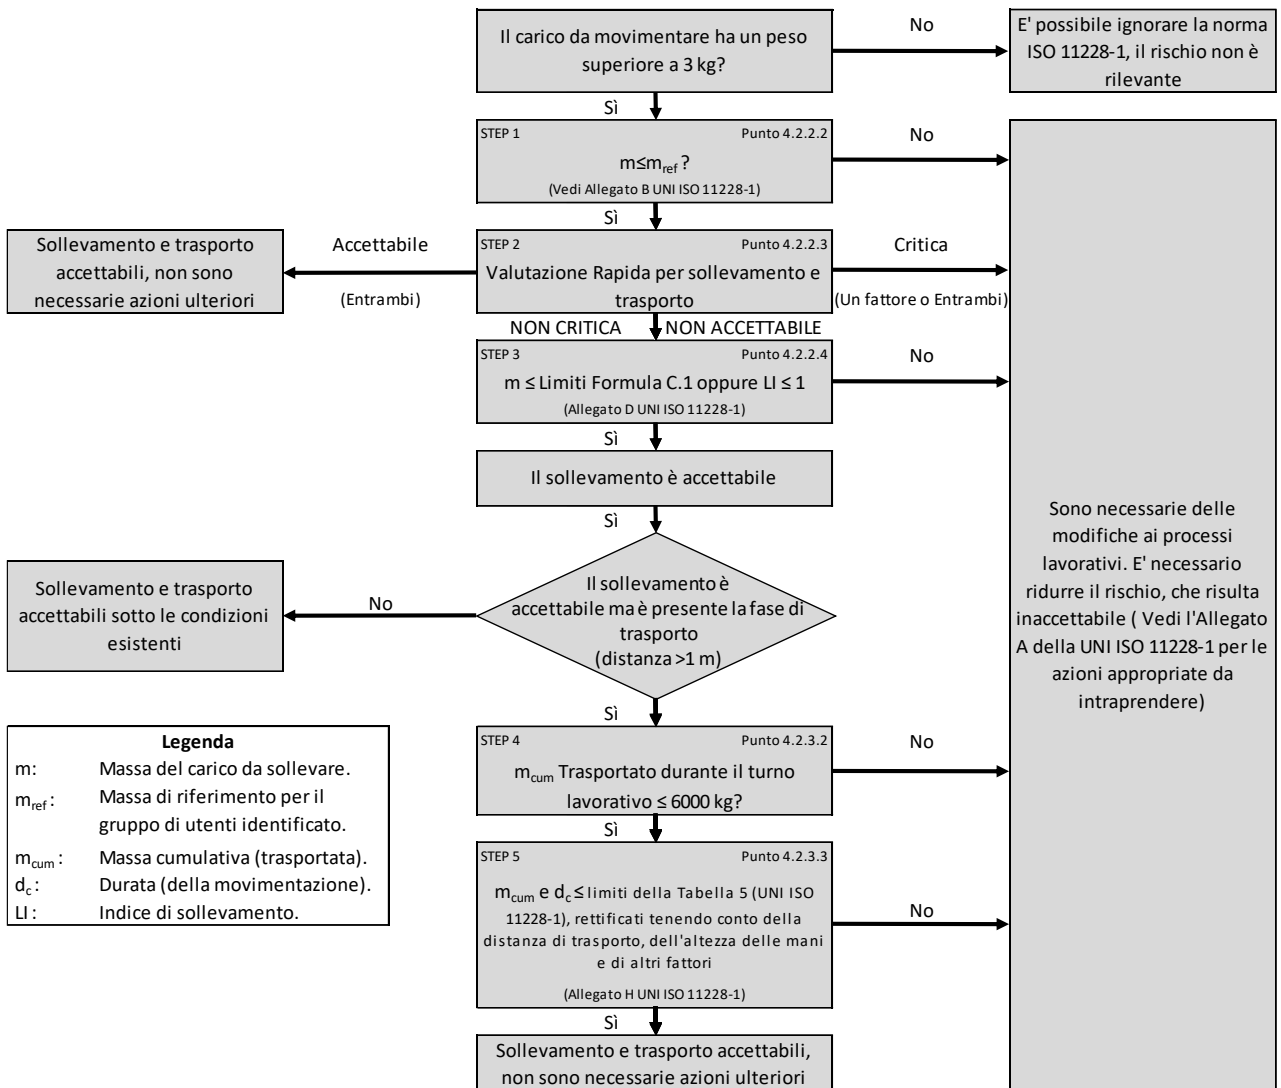 Il carico da movimentare ha un peso
superiore a 3 kg?
No
E' possibile ignorare la norma
ISO 11228-1, il rischio non è
rilevante
Sì
STEP 1 Punto 4.2.2.2
m≤mref ?
(Vedi Allegato B UNI ISO 11228-1)
No
Sì
Sollevamento e trasporto
accettabili, non sono
necessarie azioni ulteriori
Accettabile
(Entrambi)
STEP 2 Punto 4.2.2.3
Valutazione Rapida per sollevamento e
trasporto
Critica
(Un fattore o Entrambi)
NON CRITICA NON ACCETTABILE
STEP 3 Punto 4.2.2.4
m ≤ Limiti Formula C.1 oppure LI ≤ 1
(Allegato D UNI ISO 11228-1)
No
Sì
Il sollevamento è accettabile
Sì
Sollevamento e trasporto
accettabili sotto le condizioni
esistenti
No
Il sollevamento è
accettabile ma è presente la fase di
trasporto
(distanza >1 m)
Sono necessarie delle
modifiche ai processi
lavorativi. E' necessario
ridurre il rischio, che risulta
inaccettabile ( Vedi l'Allegato
A della UNI ISO 11228-1 per le
azioni appropriate da
intraprendere)
Sì
STEP 4 Punto 4.2.3.2
mcum Trasportato durante il turno
lavorativo ≤ 6000 kg?
No
Sì
STEP 5 Punto 4.2.3.3
mcum e dc ≤ limiti della Tabella 5 (UNI ISO
11228-1), rettificati tenendo conto della
distanza di trasporto, dell'altezza delle mani
e di altri fattori
(Allegato H UNI ISO 11228-1)
No
Sì
Sollevamento e trasporto accettabili,
non sono necessarie azioni ulteriori
Legenda
m: Massa del carico da sollevare.
mref : Massa di riferimento per il
gruppo di utenti identificato.
mcum : Massa cumulativa (trasportata).
dc : Durata (della movimentazione).
LI : Indice di sollevamento.